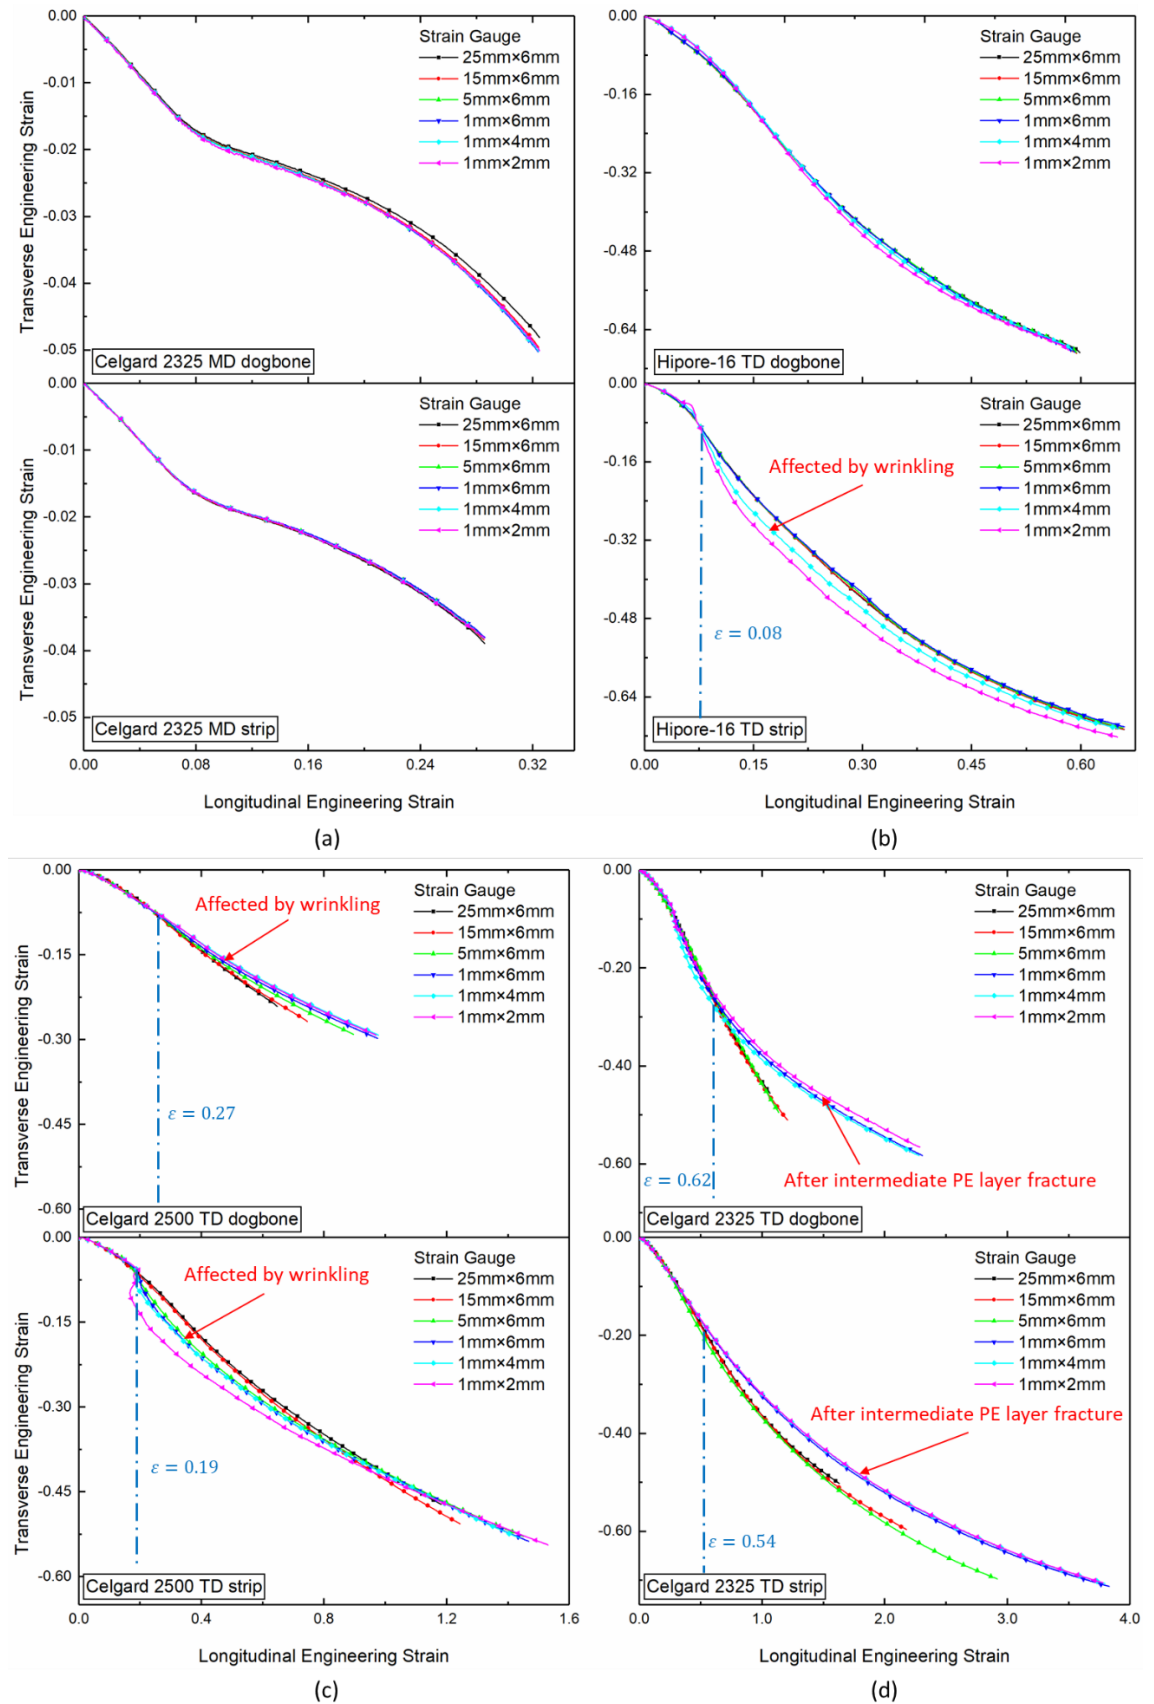 0.00
-0.01
-0.02
-0.03
-0.04
-0.05
Transverse Engineering Strain
Strain Gauge
25mm×6mm
15mm×6mm
5mm×6mm
1mm×6mm
1mm×4mm
1mm×2mm
Celgard 2325 MD dogbone
0.00
-0.01
-0.02
-0.03
-0.04
-0.05
Transverse Engineering Strain
Strain Gauge
25mm×6mm
15mm×6mm
5mm×6mm
1mm×6mm
1mm×4mm
1mm×2mm
Celgard 2325 MD strip
0.00 0.08 0.16 0.24 0.32
Longitudinal Engineering Strain
(a)
0.00
-0.16
-0.32
-0.48
-0.64
Transverse Engineering Strain
Strain Gauge
25mm×6mm
15mm×6mm
5mm×6mm
1mm×6mm
1mm×4mm
1mm×2mm
Hipore-16 TD dogbone
0.00
-0.16
-0.32
-0.48
-0.64
Transverse Engineering Strain
Strain Gauge
25mm×6mm
15mm×6mm
5mm×6mm
1mm×6mm
1mm×4mm
1mm×2mm
Affected by wrinkling
ε = 0.08
Hipore-16 TD strip
0.00 0.15 0.30 0.45 0.60
Longitudinal Engineering Strain
(b)
0.00
-0.15
-0.30
-0.45
-0.60
Transverse Engineering Strain
Strain Gauge
25mm×6mm
15mm×6mm
5mm×6mm
1mm×6mm
1mm×4mm
1mm×2mm
Affected by wrinkling
ε = 0.27
Celgard 2500 TD dogbone
0.00
-0.15
-0.30
-0.45
-0.60
Transverse Engineering Strain
Strain Gauge
25mm×6mm
15mm×6mm
5mm×6mm
1mm×6mm
1mm×4mm
1mm×2mm
Affected by wrinkling
ε = 0.19
Celgard 2500 TD strip
0.0 0.4 0.8 1.2 1.6
Longitudinal Engineering Strain
(c)
0.00
-0.20
-0.40
-0.60
Transverse Engineering Strain
Strain Gauge
25mm×6mm
15mm×6mm
5mm×6mm
1mm×6mm
1mm×4mm
1mm×2mm
After intermediate PE layer fracture
ε = 0.62
Celgard 2325 TD dogbone
0.00
-0.20
-0.40
-0.60
Transverse Engineering Strain
Strain Gauge
25mm×6mm
15mm×6mm
5mm×6mm
1mm×6mm
1mm×4mm
1mm×2mm
After intermediate PE layer fracture
ε = 0.54
Celgard 2325 TD strip
0.0 1.0 2.0 3.0 4.0
Longitudinal Engineering Strain
(d)